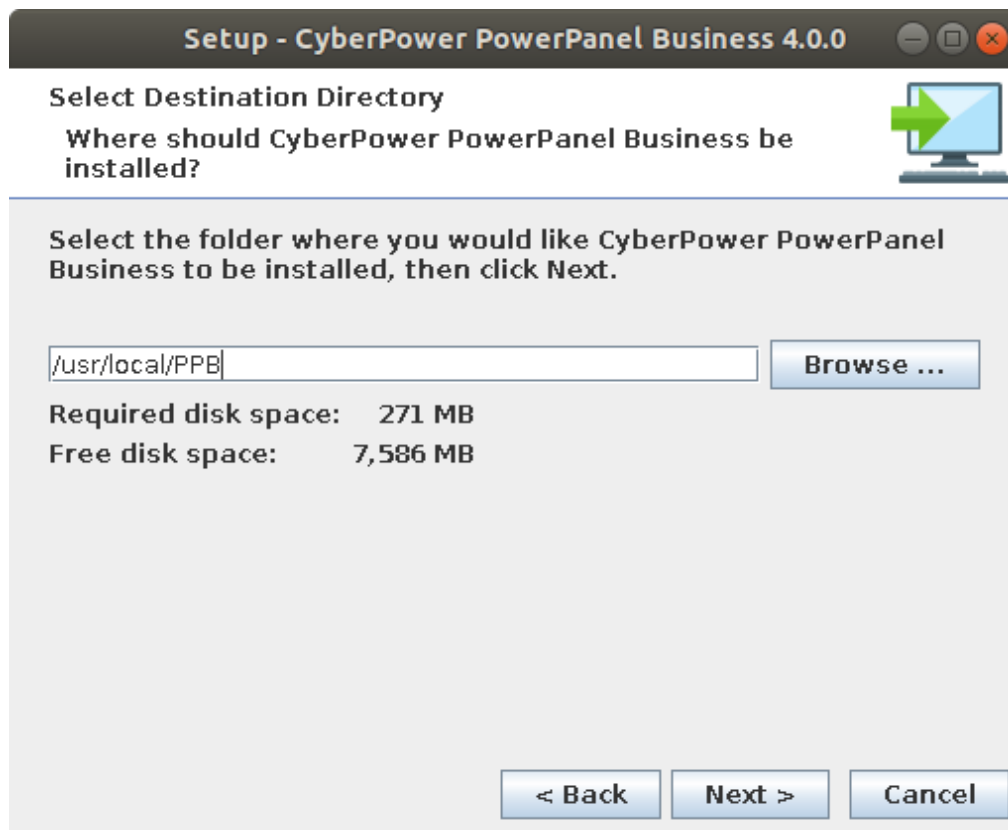 Setup - CyberPower PowerPanel Business 4.0.0
Select Destination Directory
Where should CyberPower PowerPanel Business be
installed?
Select the folder where you would like CyberPower PowerPanel
Business to be installed, then click Next.
/usr/local/PPB
Browse ...
Required disk space: 271 MB
Free disk space: 7,586 MB
< Back
Next >
Cancel